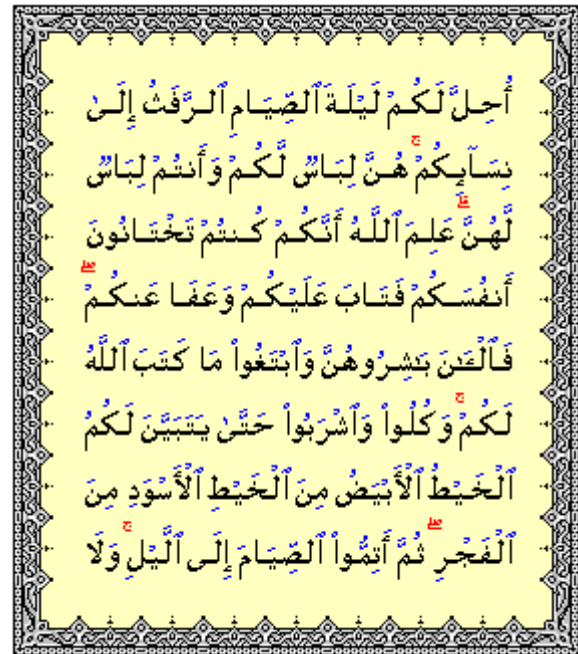 أُحِلَّ لَكُمْ لَيْلَةَ ٱلصِّيَامِ ٱلرَّفَثُ إِلَىٰ
نِسَآىِٕكُمْ ۚ هُنَّ لِبَاسٌ لَّكُمْ وَأَنتُمْ لِبَاسٌ
لَّهُنَّ ۗ عَلِمَ ٱللَّهُ أَنَّكُمْ كُنتُمْ تَخْتَانُونَ
أَنفُسَكُمْ فَتَابَ عَلَيْكُمْ وَعَفَا عَنكُمْ ۖ
فَٱلْـَٰٔنَ بَـٰشِرُوهُنَّ وَٱبْتَغُوا۟ مَا كَتَبَ ٱللَّهُ
لَكُمْ ۚ وَكُلُوا۟ وَٱشْرَبُوا۟ حَتَّىٰ يَتَبَيَّنَ لَكُمُ
ٱلْخَيْطُ ٱلْأَبْيَضُ مِنَ ٱلْخَيْطِ ٱلْأَسْوَدِ مِنَ
ٱلْفَجْرِ ۖ ثُمَّ أَتِمُّوا۟ ٱلصِّيَامَ إِلَى ٱلَّيْلِ ۚ وَلَا